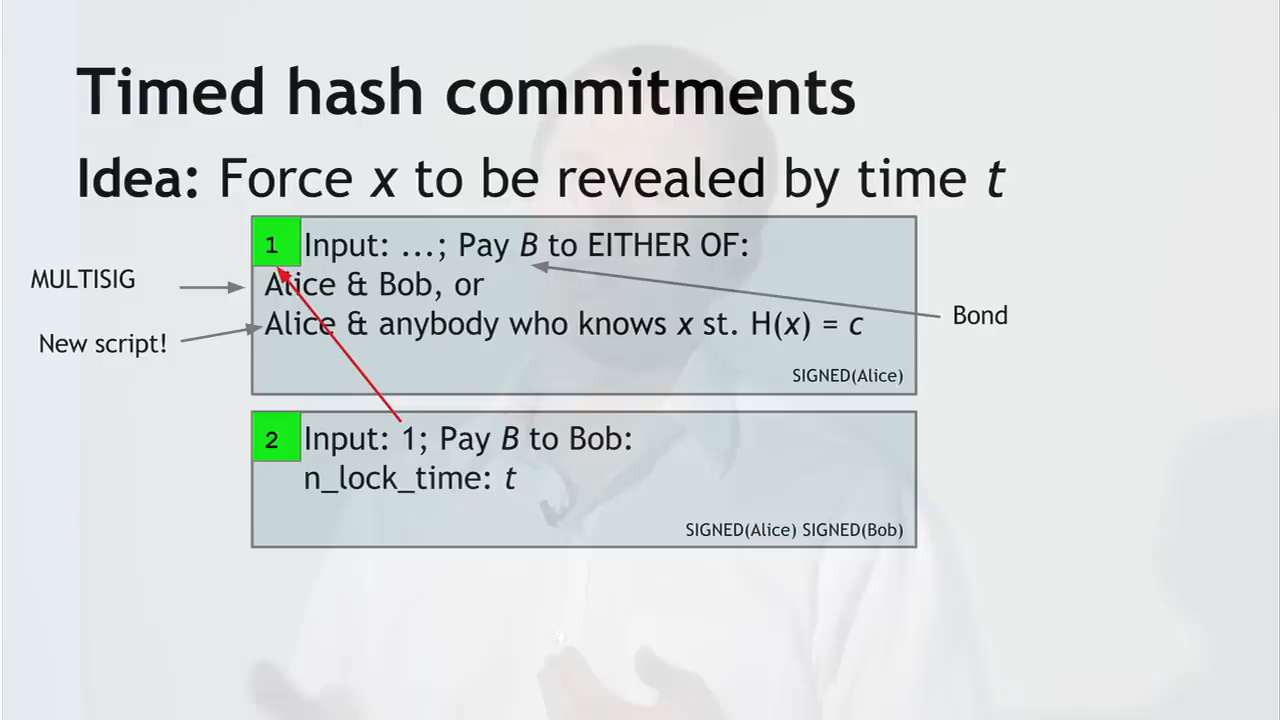 Timed hash commitments
Idea: Force x to be revealed by time t
1 Input: ...; Pay B to EITHER OF:
MULTISIG
Alice & Bob, or
New script!
Alice & anybody who knows x st. H(x) = c
Bond
SIGNED(Alice)
2 Input: 1; Pay B to Bob:
n_lock_time: t
SIGNED(Alice) SIGNED(Bob)